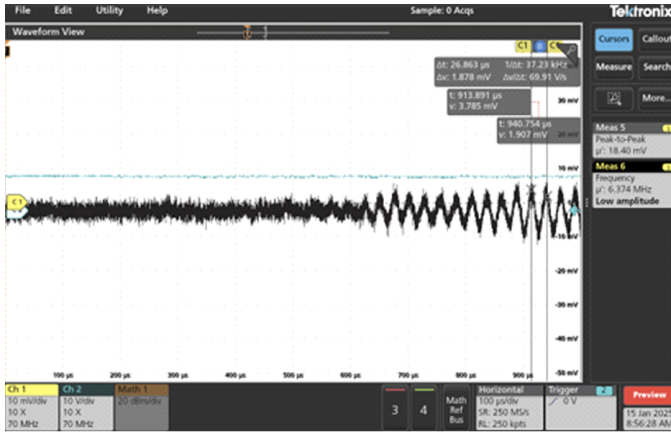 File Edit Utility Help Sample: 0 Acqs Tektronix
Waveform View
Cursors Callout
Measure Search
More...
C1
Δt: 26.863 µs 1/Δt: 37.23 kHz
Δv: 1.878 mV Δv/Δt: 69.91 V/s
t: 913.891 µs
v: 3.785 mV
t: 940.754 µs
v: 1.907 mV
30 mV
20 mV
10 mV
-10 mV
-20 mV
-30 mV
-40 mV
-50 mV
C1
Meas 5
Peak-to-Peak
µ': 18.40 mV
Meas 6
Frequency
µ': 6.374 MHz
Low amplitude
100 µs 200 µs 300 µs 400 µs 500 µs 600 µs 700 µs 800 µs 900 µs
Ch 1
10 mV/div
10 X
70 MHz
Ch 2
10 V/div
10 X
70 MHz
Math 1
20 dBm/div
3 4
Math
Ref
Bus
Horizontal
100 µs/div
SR: 250 MS/s
RL: 250 kpts
Trigger 2
0 V
Preview
15 Jan 2025
8:56:28